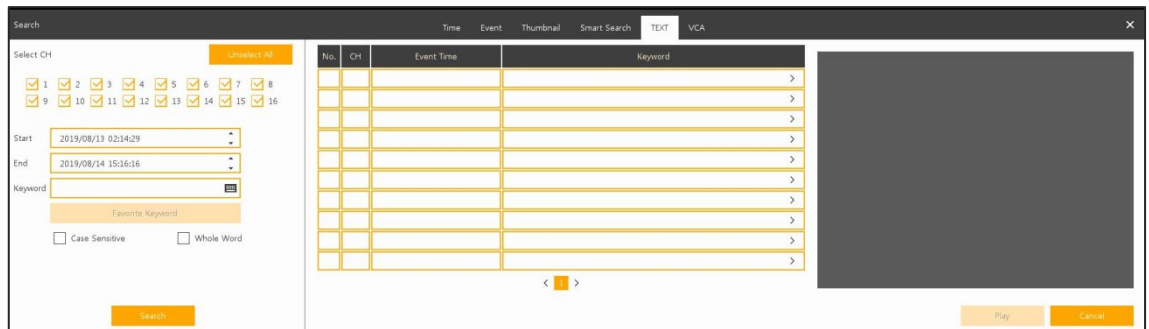 Search Time Event Thumbnail Smart Search TEXT VCA
Select CH Unselect All
1 2 3 4 5 6 7 8
9 10 11 12 13 14 15 16
Start 2019/08/13 02:14:29
End 2019/08/14 15:16:16
Keyword
Favorite Keyword
Case Sensitive Whole Word
Search
No. CH Event Time Keyword
1
Play Cancel